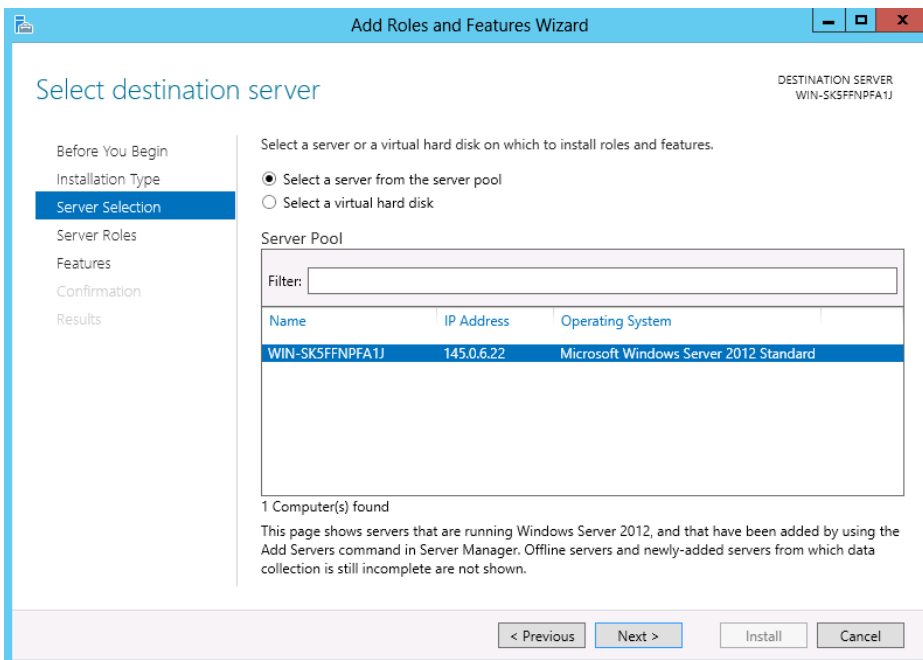 Add Roles and Features Wizard
Select destination server
DESTINATION SERVER
WIN-SK5FFNPFA1J
Before You Begin
Installation Type
Server Selection
Server Roles
Features
Confirmation
Results
Select a server or a virtual hard disk on which to install roles and features.
Select a server from the server pool
Select a virtual hard disk
Server Pool
Filter:
Name IP Address Operating System
WIN-SK5FFNPFA1J 145.0.6.22 Microsoft Windows Server 2012 Standard
1 Computer(s) found
This page shows servers that are running Windows Server 2012, and that have been added by using the
Add Servers command in Server Manager. Offline servers and newly-added servers from which data
collection is still incomplete are not shown.
< Previous Next > Install Cancel